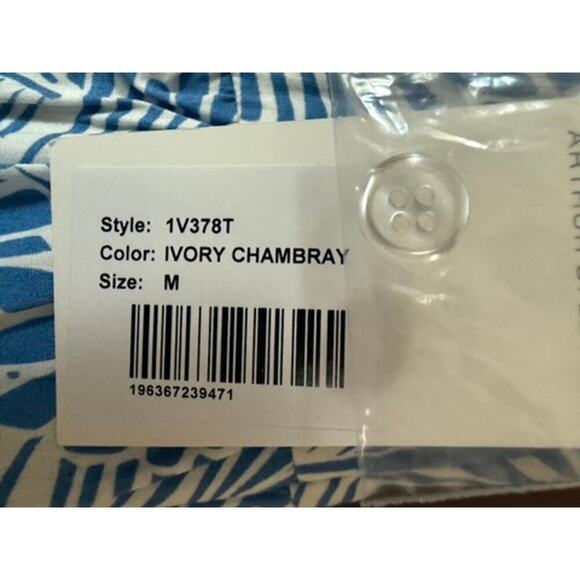 Style: 1V378T
Color: IVORY CHAMBRAY
Size: M
196367239471